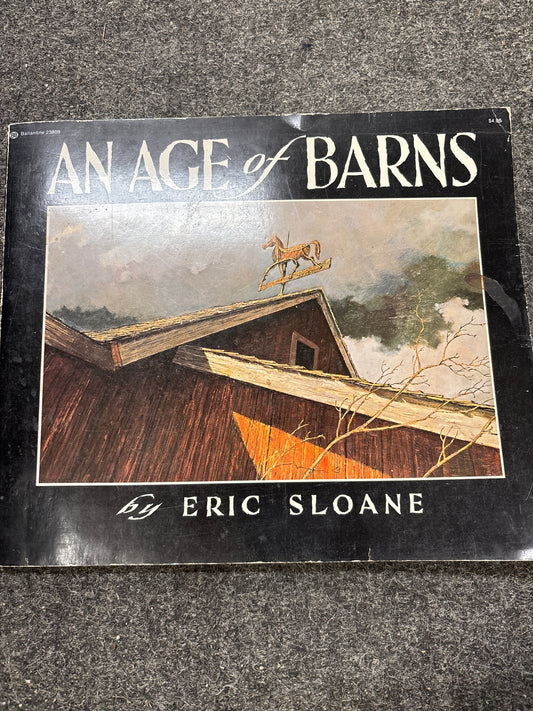 Ballantine 23809
$4.95
AN AGE of BARNS
by ERIC SLOANE